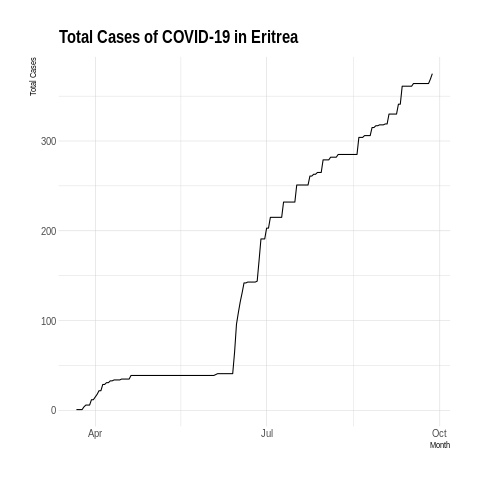 Total Cases of COVID-19 in Eritrea
Total Cases
300
200
100
0
Apr
Jul
Oct
Month